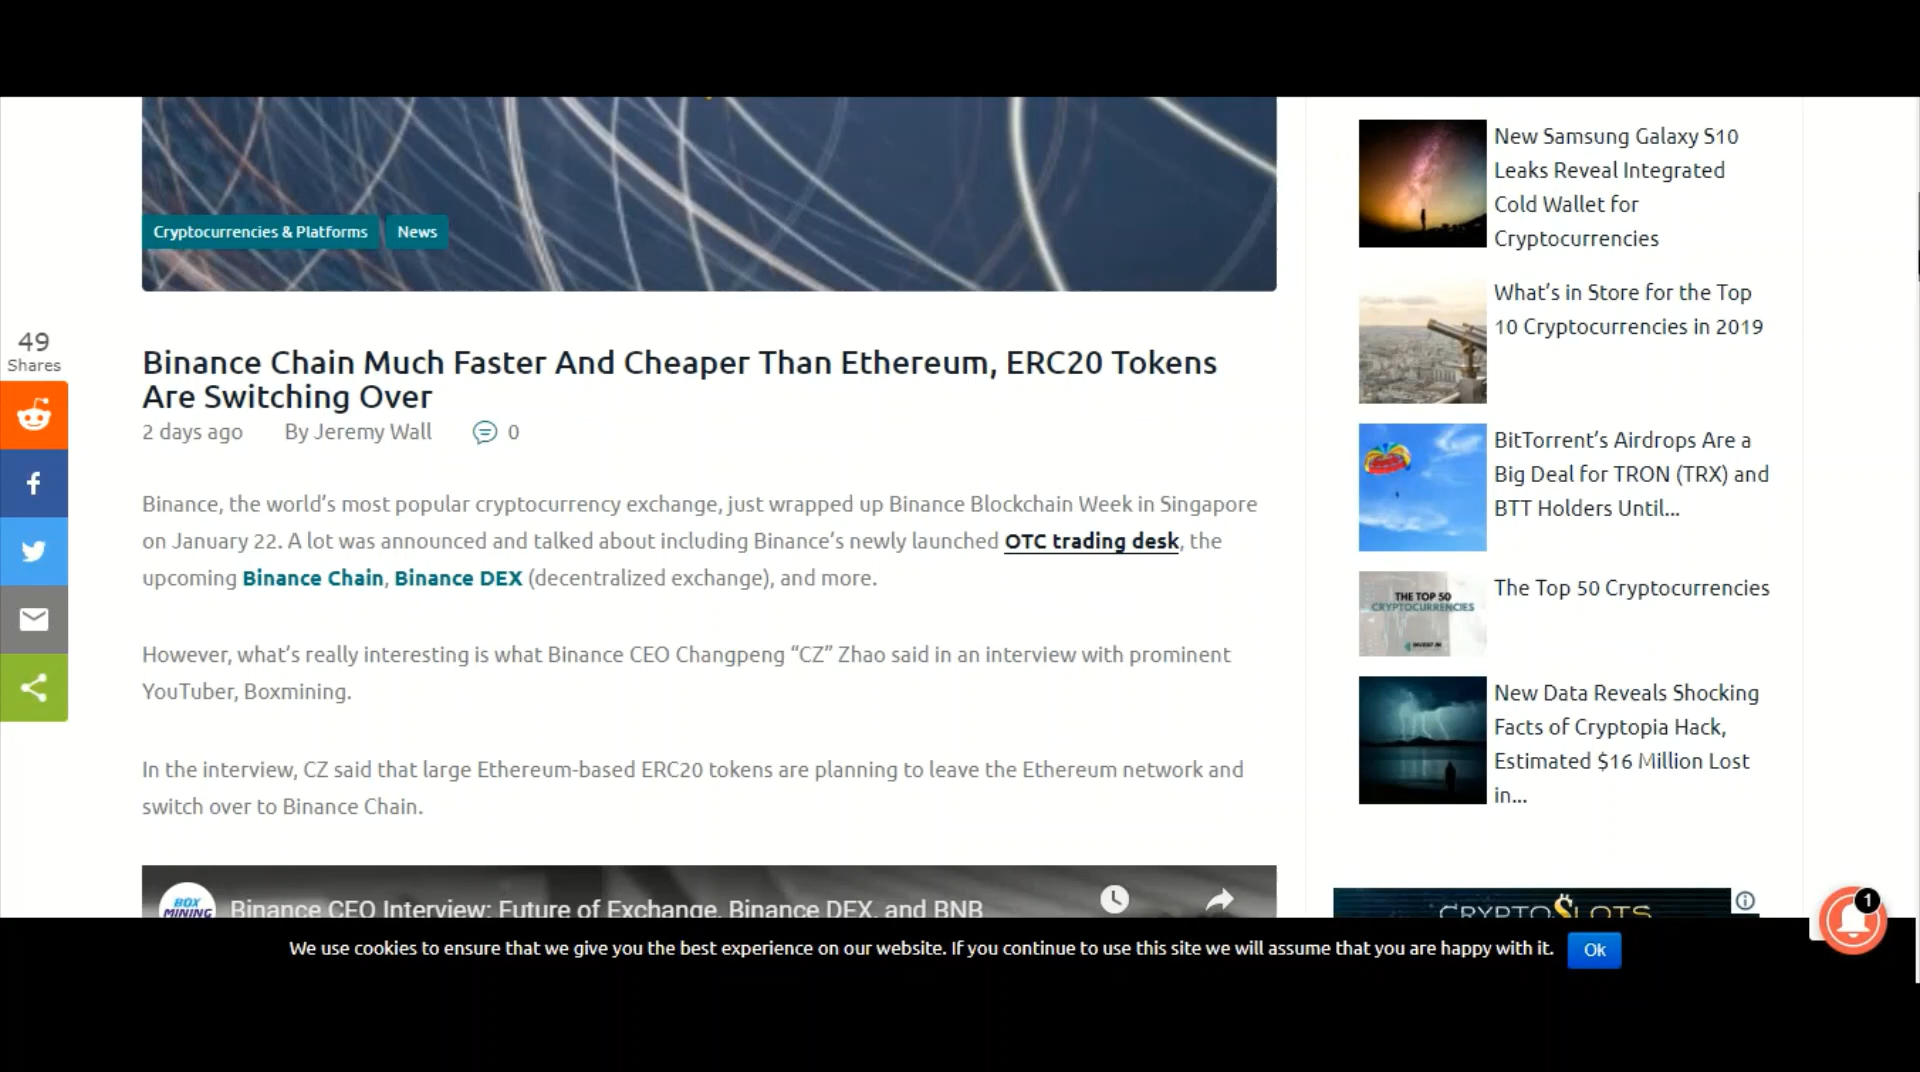 Cryptocurrencies & Platforms
News
49
Shares
Binance Chain Much Faster And Cheaper Than Ethereum, ERC20 Tokens
Are Switching Over
2 days ago By Jeremy Wall 0
Binance, the world’s most popular cryptocurrency exchange, just wrapped up Binance Blockchain Week in Singapore
on January 22. A lot was announced and talked about including Binance’s newly launched OTC trading desk, the
upcoming Binance Chain, Binance DEX (decentralized exchange), and more.
However, what’s really interesting is what Binance CEO Changpeng “CZ” Zhao said in an interview with prominent
YouTuber, Boxmining.
In the interview, CZ said that large Ethereum-based ERC20 tokens are planning to leave the Ethereum network and
switch over to Binance Chain.
BOX
MINING
Binance CEO Interview: Future of Exchange, Binance DEX, and BNB
New Samsung Galaxy S10
Leaks Reveal Integrated
Cold Wallet for
Cryptocurrencies
What’s in Store for the Top
10 Cryptocurrencies in 2019
BitTorrent’s Airdrops Are a
Big Deal for TRON (TRX) and
BTT Holders Until...
THE TOP 50
CRYPTOCURRENCIES
INVEST IN
The Top 50 Cryptocurrencies
New Data Reveals Shocking
Facts of Cryptopia Hack,
Estimated $16 Million Lost
in...
CRYPTO SLOTS
1
We use cookies to ensure that we give you the best experience on our website. If you continue to use this site we will assume that you are happy with it.
Ok